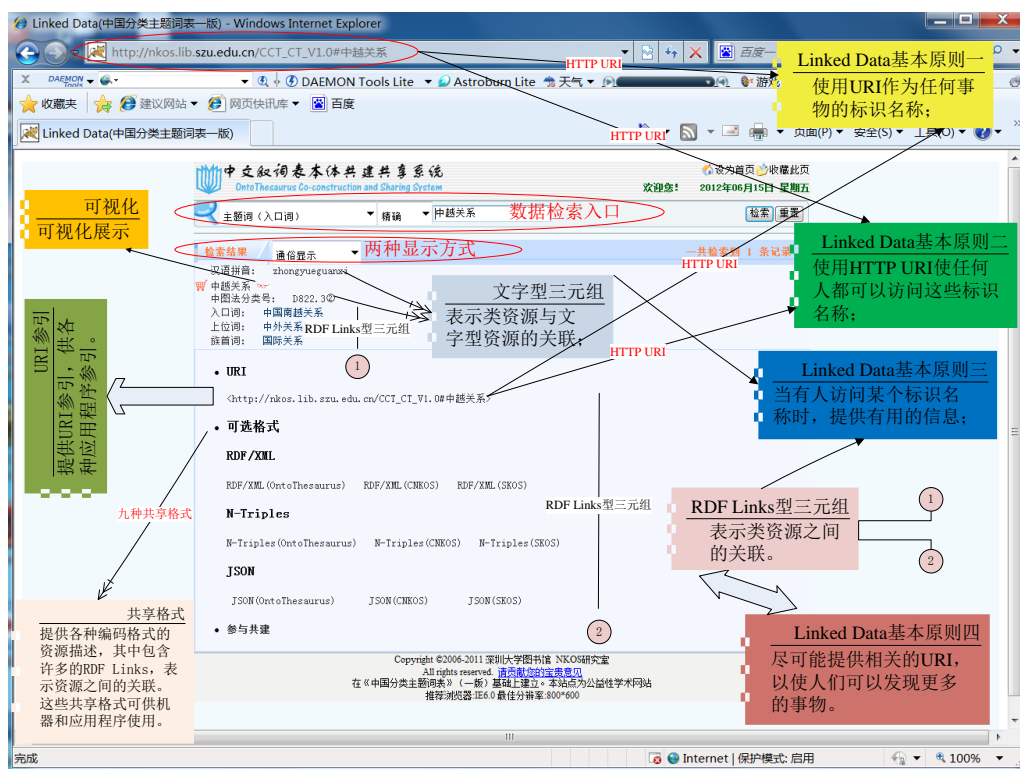 Linked Data(中国分类主题词表一版) - Windows Internet Explorer
http://nkos.lib.szu.edu.cn/CCT_CT_V1.0#中越关系
百度一
HTTP URI
X DAEMON Tools
DAEMON Tools Lite
Astroburn Lite
天气
游戏
收藏夹
建议网站
网页快讯库
百度
Linked Data(中国分类主题词表一版)
HTTP URI
页面(P)
安全(S)
工具(O)
Linked Data基本原则一
使用URI作为任何事
物的标识名称;
中文叙词表本体共建共享系统
OntoThesaurus Co-construction and Sharing System
设为首页
收藏此页
欢迎您!
2012年06月15日 星期五
主题词(入口词)
精确
中越关系
数据检索入口
检索
重置
可视化
可视化展示
检索结果
通俗显示
两种显示方式
共检索到 1 条记录
HTTP URI
Linked Data基本原则二
使用HTTP URI使任何
人都可以访问这些标识
名称;
汉语拼音: zhongyueguanxi
中越关系
中图法分类号: D822.3②
入口词: 中国南越关系
上位词: 中外关系
RDF Links型三元组
族首词: 国际关系
1
文字型三元组
表示类资源与文
字型资源的关联;
HTTP URI
URI参引
提供URI参引，供各
种应用程序参引。
• URI
<http://nkos.lib.szu.edu.cn/CCT_CT_V1.0#中越关系>
Linked Data基本原则三
当有人访问某个标识名
称时，提供有用的信息;
• 可选格式
RDF/XML
RDF/XML(OntoThesaurus) RDF/XML(CNKOS) RDF/XML(SKOS)
RDF Links型三元组
九种共享格式
N-Triples
N-Triples(OntoThesaurus) N-Triples(CNKOS) N-Triples(SKOS)
RDF Links型三元组
表示类资源之间
的关联。
1
2
JSON
JSON(OntoThesaurus) JSON(CNKOS) JSON(SKOS)
• 参与共建
2
共享格式
提供各种编码格式的
资源描述，其中包含
许多的RDF Links，表
示资源之间的关联。
这些共享格式可供机
器和应用程序使用。
Linked Data基本原则四
尽可能提供相关的URI，
以使人们可以发现更多
的事物。
Copyright ©2006-2011 深圳大学图书馆 NKOS研究室
All rights reserved. 请贡献您的宝贵意见
在《中国分类主题词表》（一版）基础上建立。本站点为公益性学术网站
推荐浏览器:IE6.0 最佳分辨率:800*600
完成
Internet | 保护模式: 启用
100%